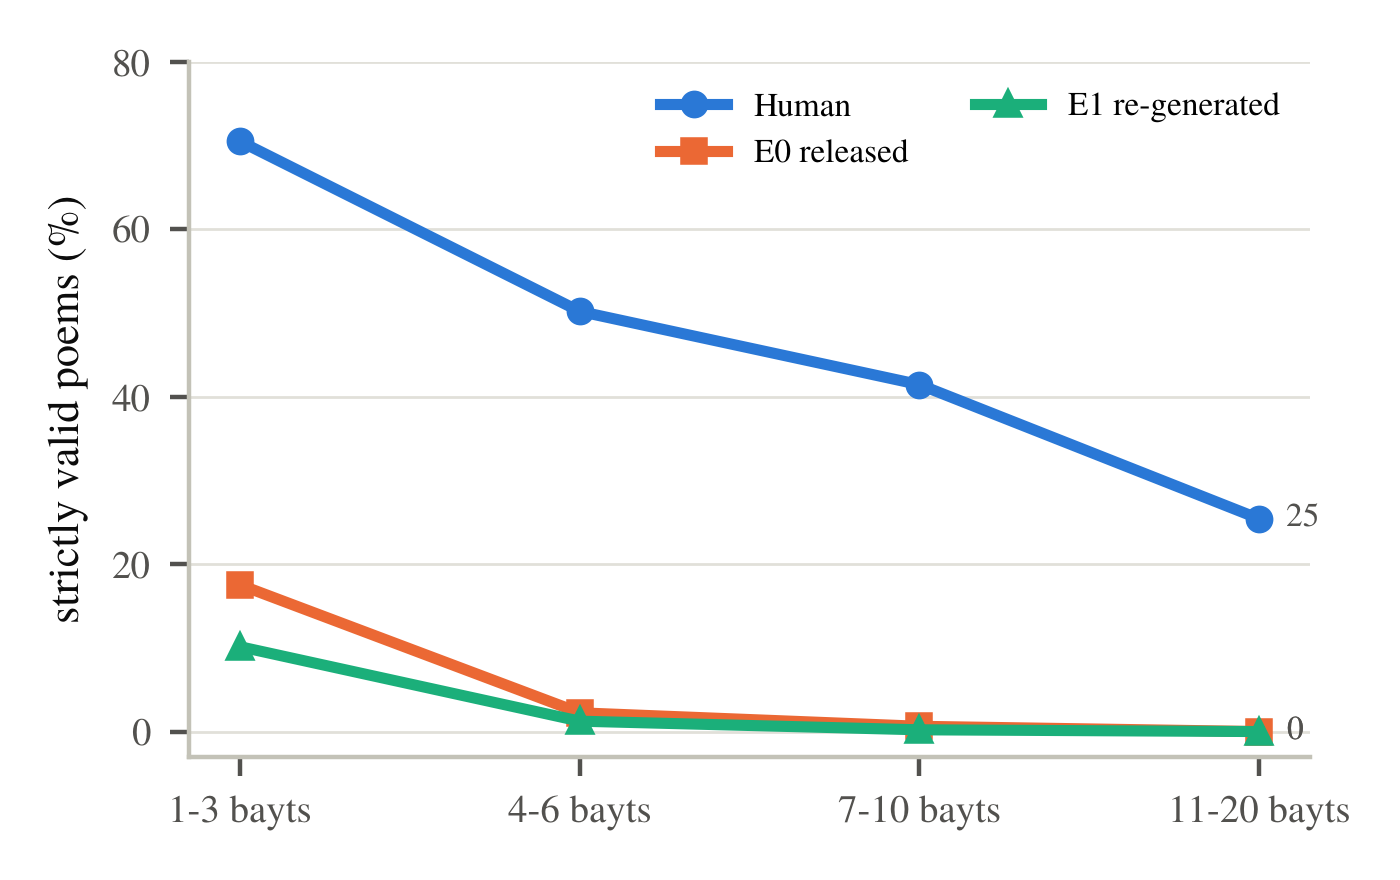 80
60
40
20
0
strictly valid poems (%)
Human
E0 released
E1 re-generated
25
0
1-3 bayts
4-6 bayts
7-10 bayts
11-20 bayts